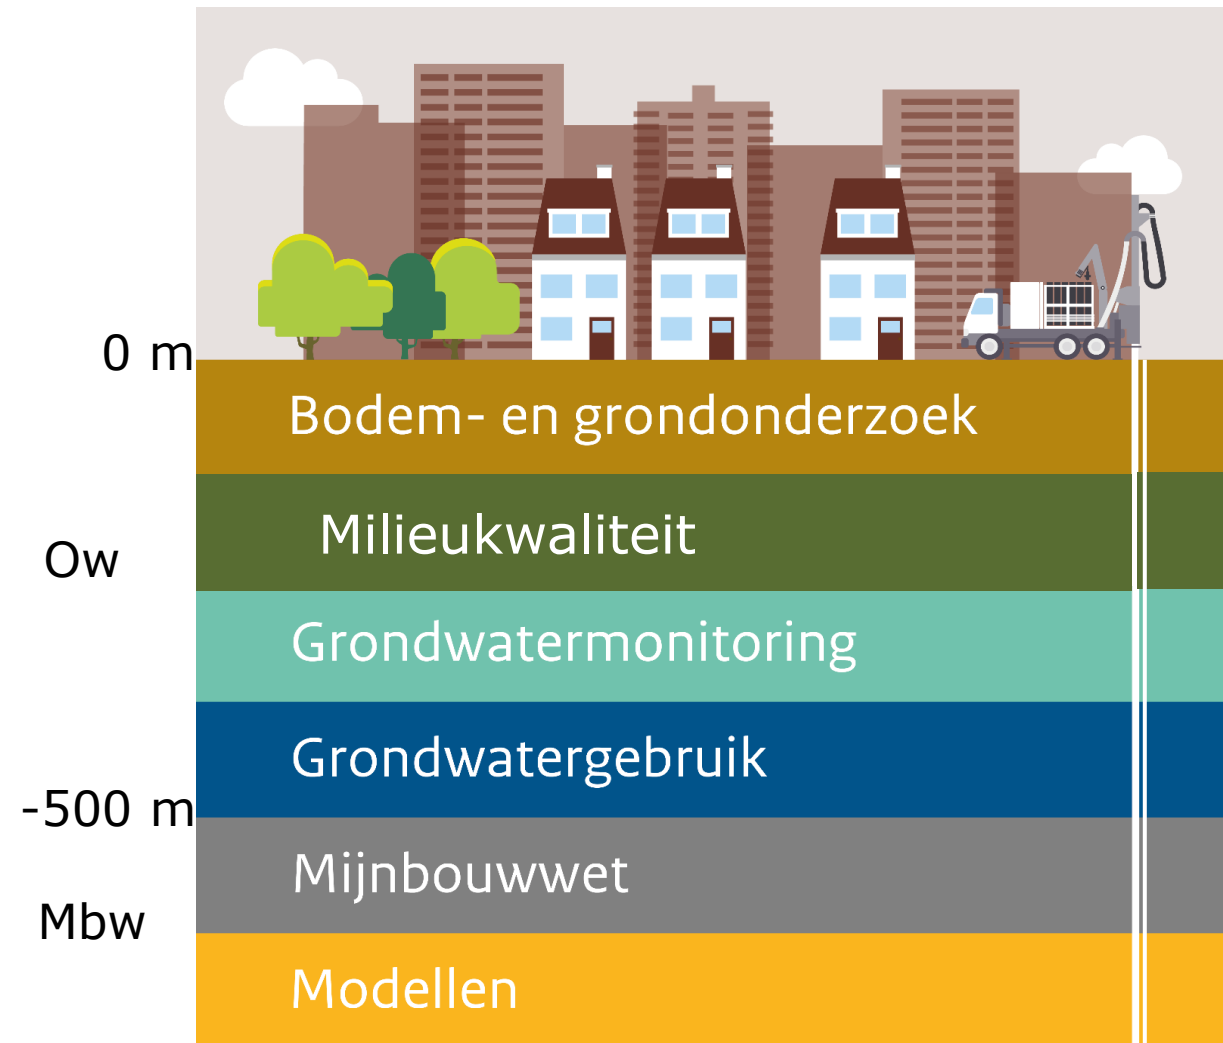 0 m
Bodem- en grondonderzoek
Milieukwaliteit
Ow
Grondwatermonitoring
Grondwatergebruik
-500 m
Mijnbouwwet
Mbw
Modellen